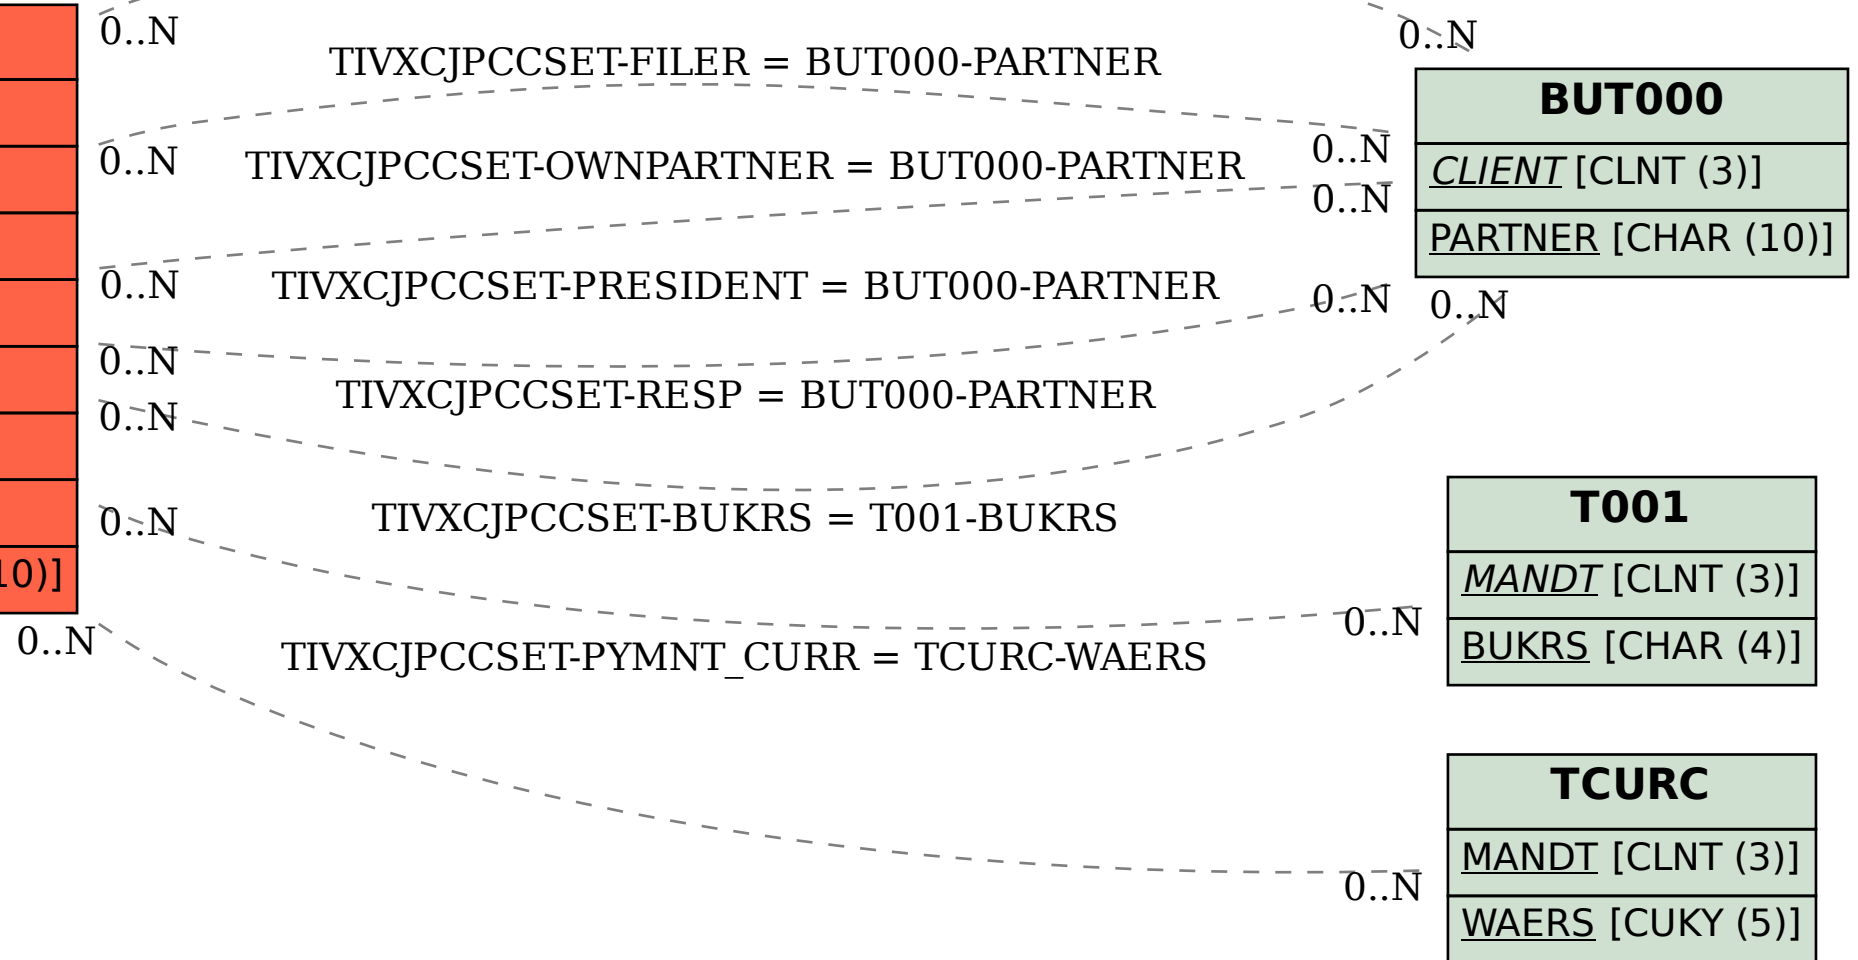 0..N
0..N
TIVXCJPCCSET-FILER = BUT000-PARTNER
BUT000
0..N
0..N
TIVXCJPCCSET-OWNPARTNER = BUT000-PARTNER
CLIENT [CLNT (3)]
0..N
PARTNER [CHAR (10)]
0..N
TIVXCJPCCSET-PRESIDENT = BUT000-PARTNER
0..N
0..N
0..N
TIVXCJPCCSET-RESP = BUT000-PARTNER
0..N
T001
0..N
TIVXCJPCCSET-BUKRS = T001-BUKRS
10)]
MANDT [CLNT (3)]
0..N
0..N
TIVXCJPCCSET-PYMNT_CURR = TCURC-WAERS
BUKRS [CHAR (4)]
TCURC
MANDT [CLNT (3)]
0..N
WAERS [CUKY (5)]